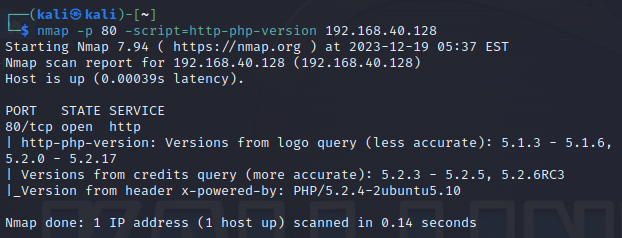 ┌──(kali㉿kali)-[~]
└─$ nmap -p 80 -script=http-php-version 192.168.40.128
Starting Nmap 7.94 ( https://nmap.org ) at 2023-12-19 05:37 EST
Nmap scan report for 192.168.40.128 (192.168.40.128)
Host is up (0.00039s latency).

PORT   STATE SERVICE
80/tcp open  http
| http-php-version: Versions from logo query (less accurate): 5.1.3 - 5.1.6,
5.2.0 - 5.2.17
| Versions from credits query (more accurate): 5.2.3 - 5.2.5, 5.2.6RC3
|_Version from header x-powered-by: PHP/5.2.4-2ubuntu5.10

Nmap done: 1 IP address (1 host up) scanned in 0.14 seconds